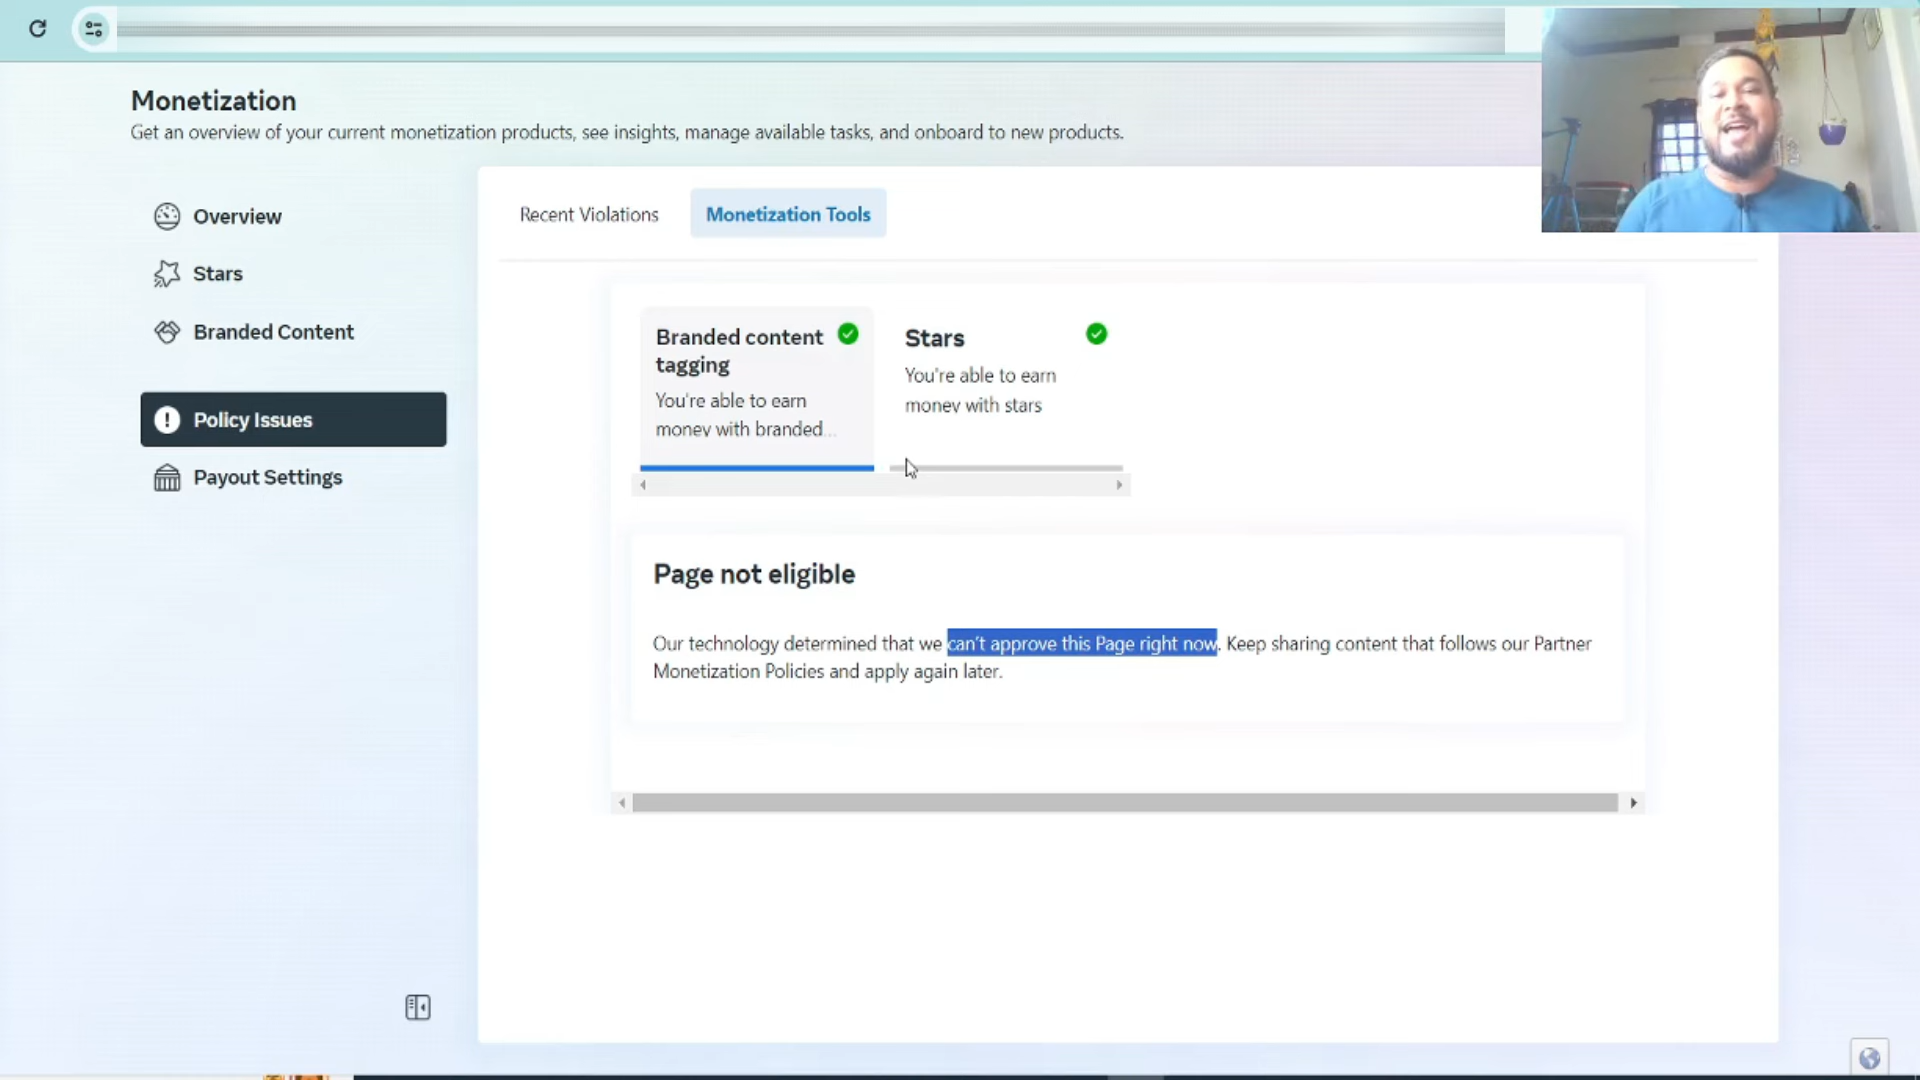 Monetization
Get an overview of your current monetization products, see insights, manage available tasks, and onboard to new products.
Overview
Stars
Branded Content
Policy Issues
Payout Settings
Recent Violations
Monetization Tools
Branded content
tagging
You're able to earn
money with branded...
Stars
You're able to earn
money with stars
Page not eligible
Our technology determined that we can't approve this Page right now. Keep sharing content that follows our Partner
Monetization Policies and apply again later.